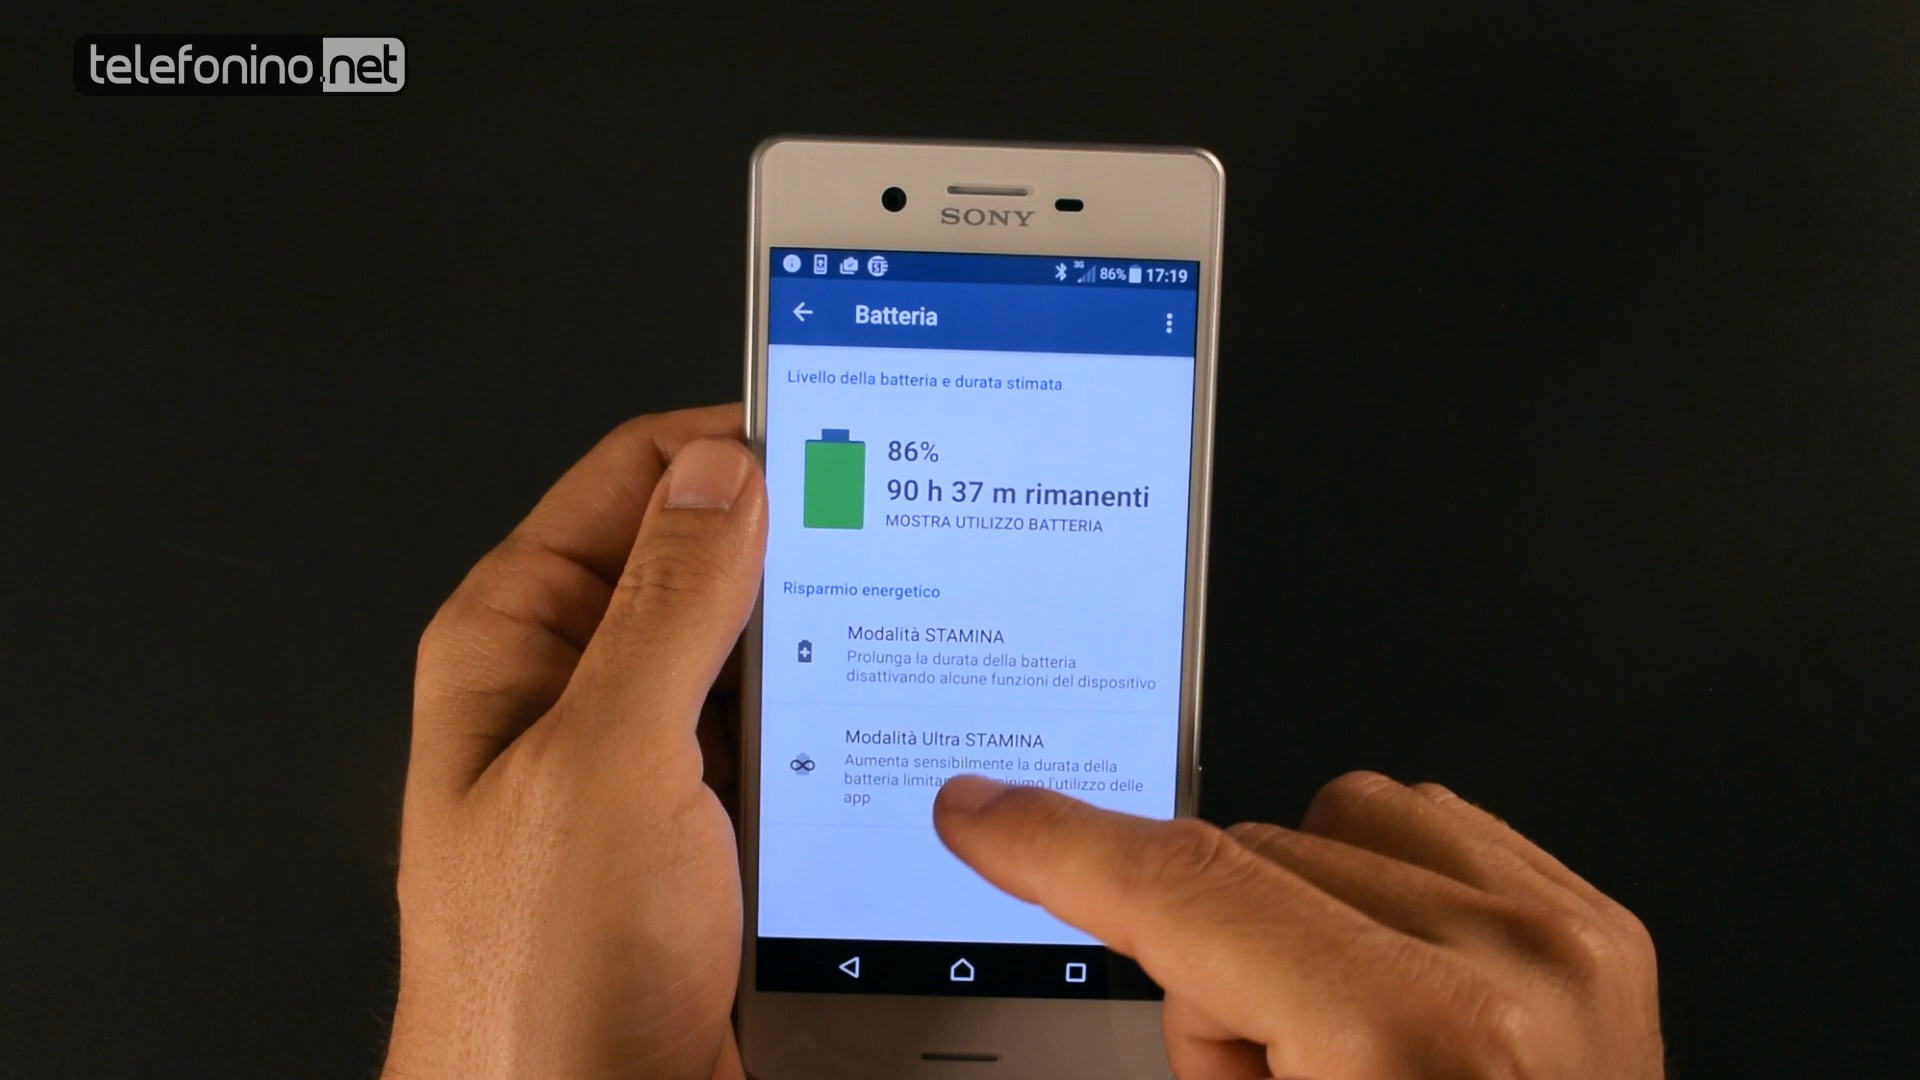 telefonino.net
SONY
3G 86% 17:19
Batteria
Livello della batteria e durata stimata
86%
90 h 37 m rimanenti
MOSTRA UTILIZZO BATTERIA
Risparmio energetico
Modalità STAMINA
Prolunga la durata della batteria
disattivando alcune funzioni del dispositivo
Modalità Ultra STAMINA
Aumenta sensibilmente la durata della
batteria l'utilizzo delle
app